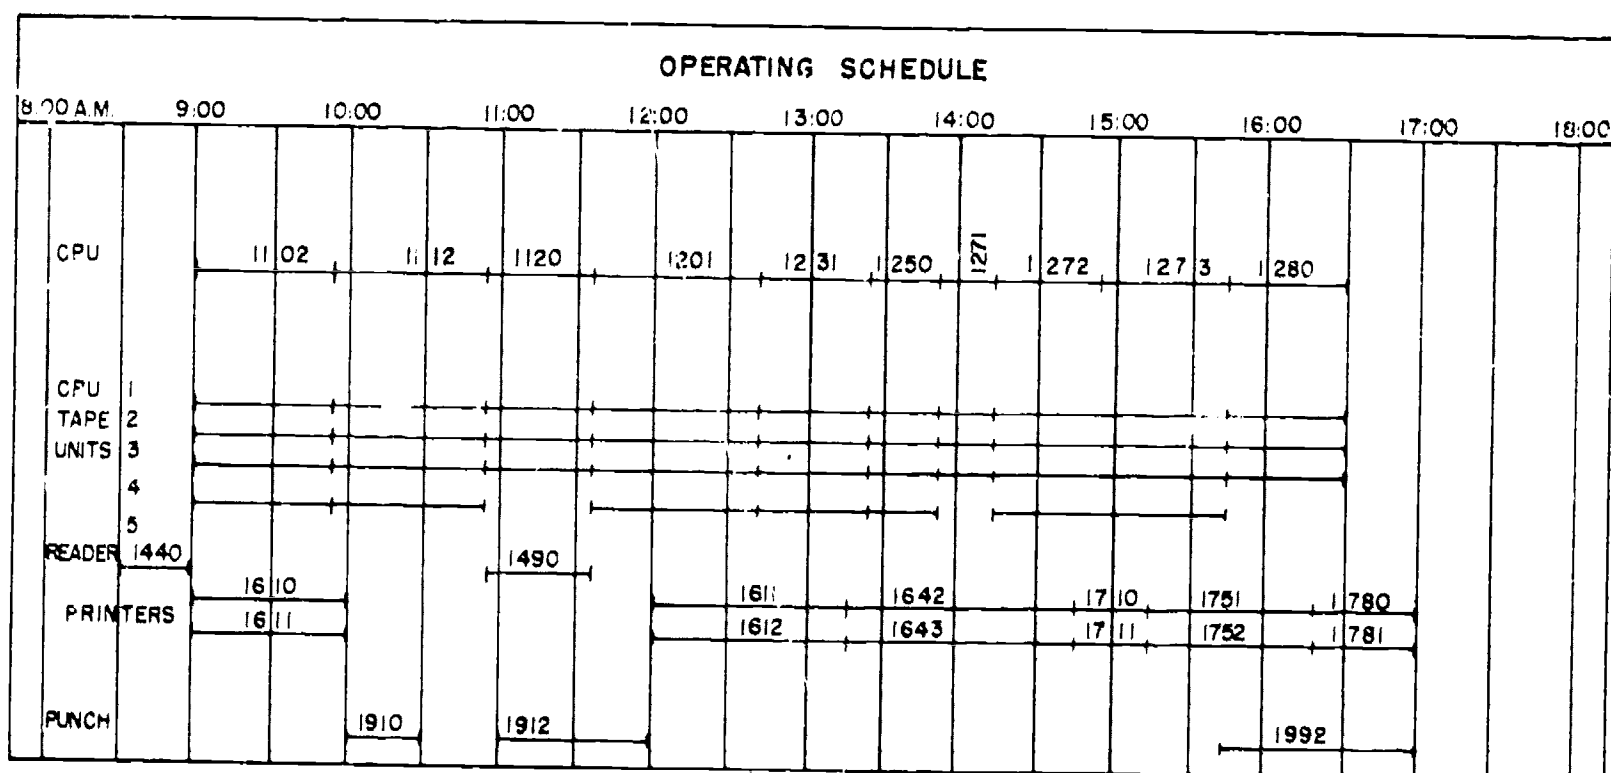 OPERATING SCHEDULE
8:00 A.M. 9:00 10:00 11:00 12:00 13:00 14:00 15:00 16:00 17:00 18:00
CPU 1102 1112 1120 1201 1231 1250 1271 1272 1273 1280
CPU 1
TAPE 2
UNITS 3
4
5
READER 1440 1490
1610 1611 1642 1710 1751 1780
PRINTERS
1611 1612 1643 1711 1752 1781
PUNCH 1910 1912 1992